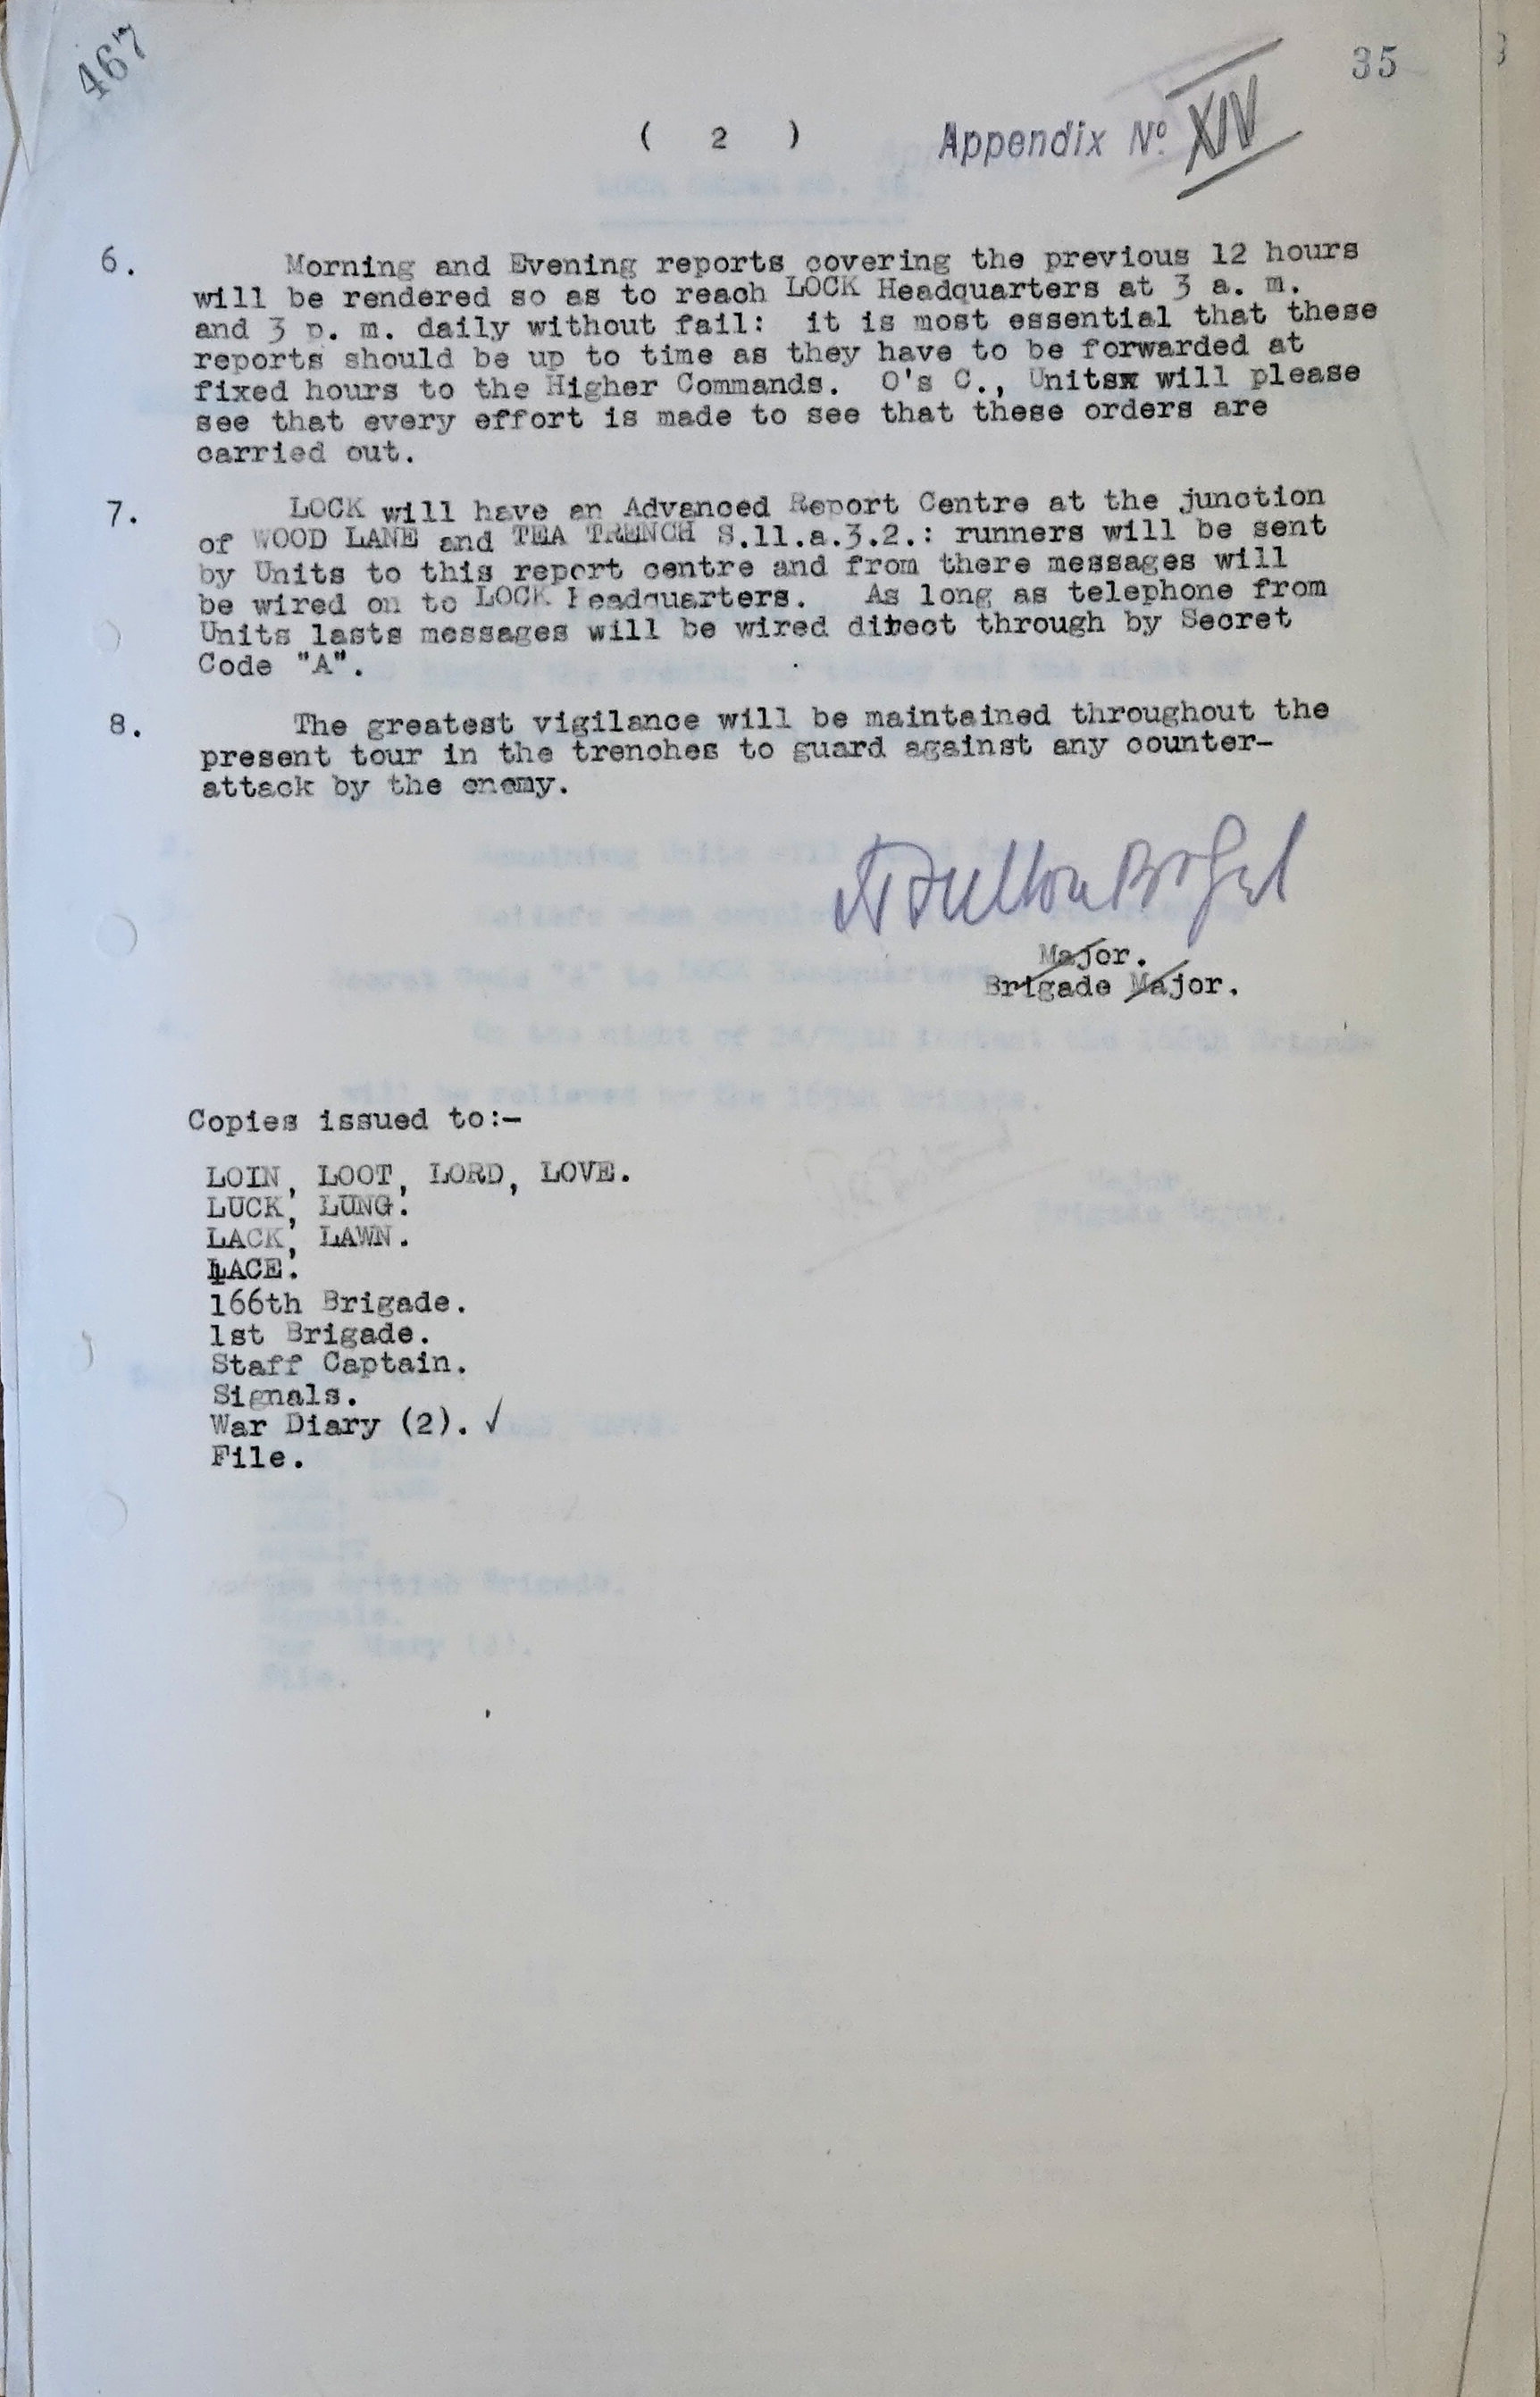 467
35
( 2 )
Appendix No. XIV
6. Morning and Evening reports covering the previous 12 hours
will be rendered so as to reach LOCK Headquarters at 3 a. m.
and 3 p. m. daily without fail: it is most essential that these
reports should be up to time as they have to be forwarded at
fixed hours to the Higher Commands. O's C., Unitsx will please
see that every effort is made to see that these orders are
carried out.
7. LOCK will have an Advanced Report Centre at the junction
of WOOD LANE and TEA TRENCH S.11.a.3.2.: runners will be sent
by Units to this report centre and from there messages will
be wired on to LOCK Headquarters. As long as telephone from
Units lasts messages will be wired direct through by Secret
Code "A".
8. The greatest vigilance will be maintained throughout the
present tour in the trenches to guard against any counter-
attack by the enemy.
Major.
Brigade Major.
Copies issued to:-
LOIN, LOOT, LORD, LOVE.
LUCK, LUNG.
LACK, LAWN.
LACE.
166th Brigade.
1st Brigade.
Staff Captain.
Signals.
War Diary (2). ✓
File.